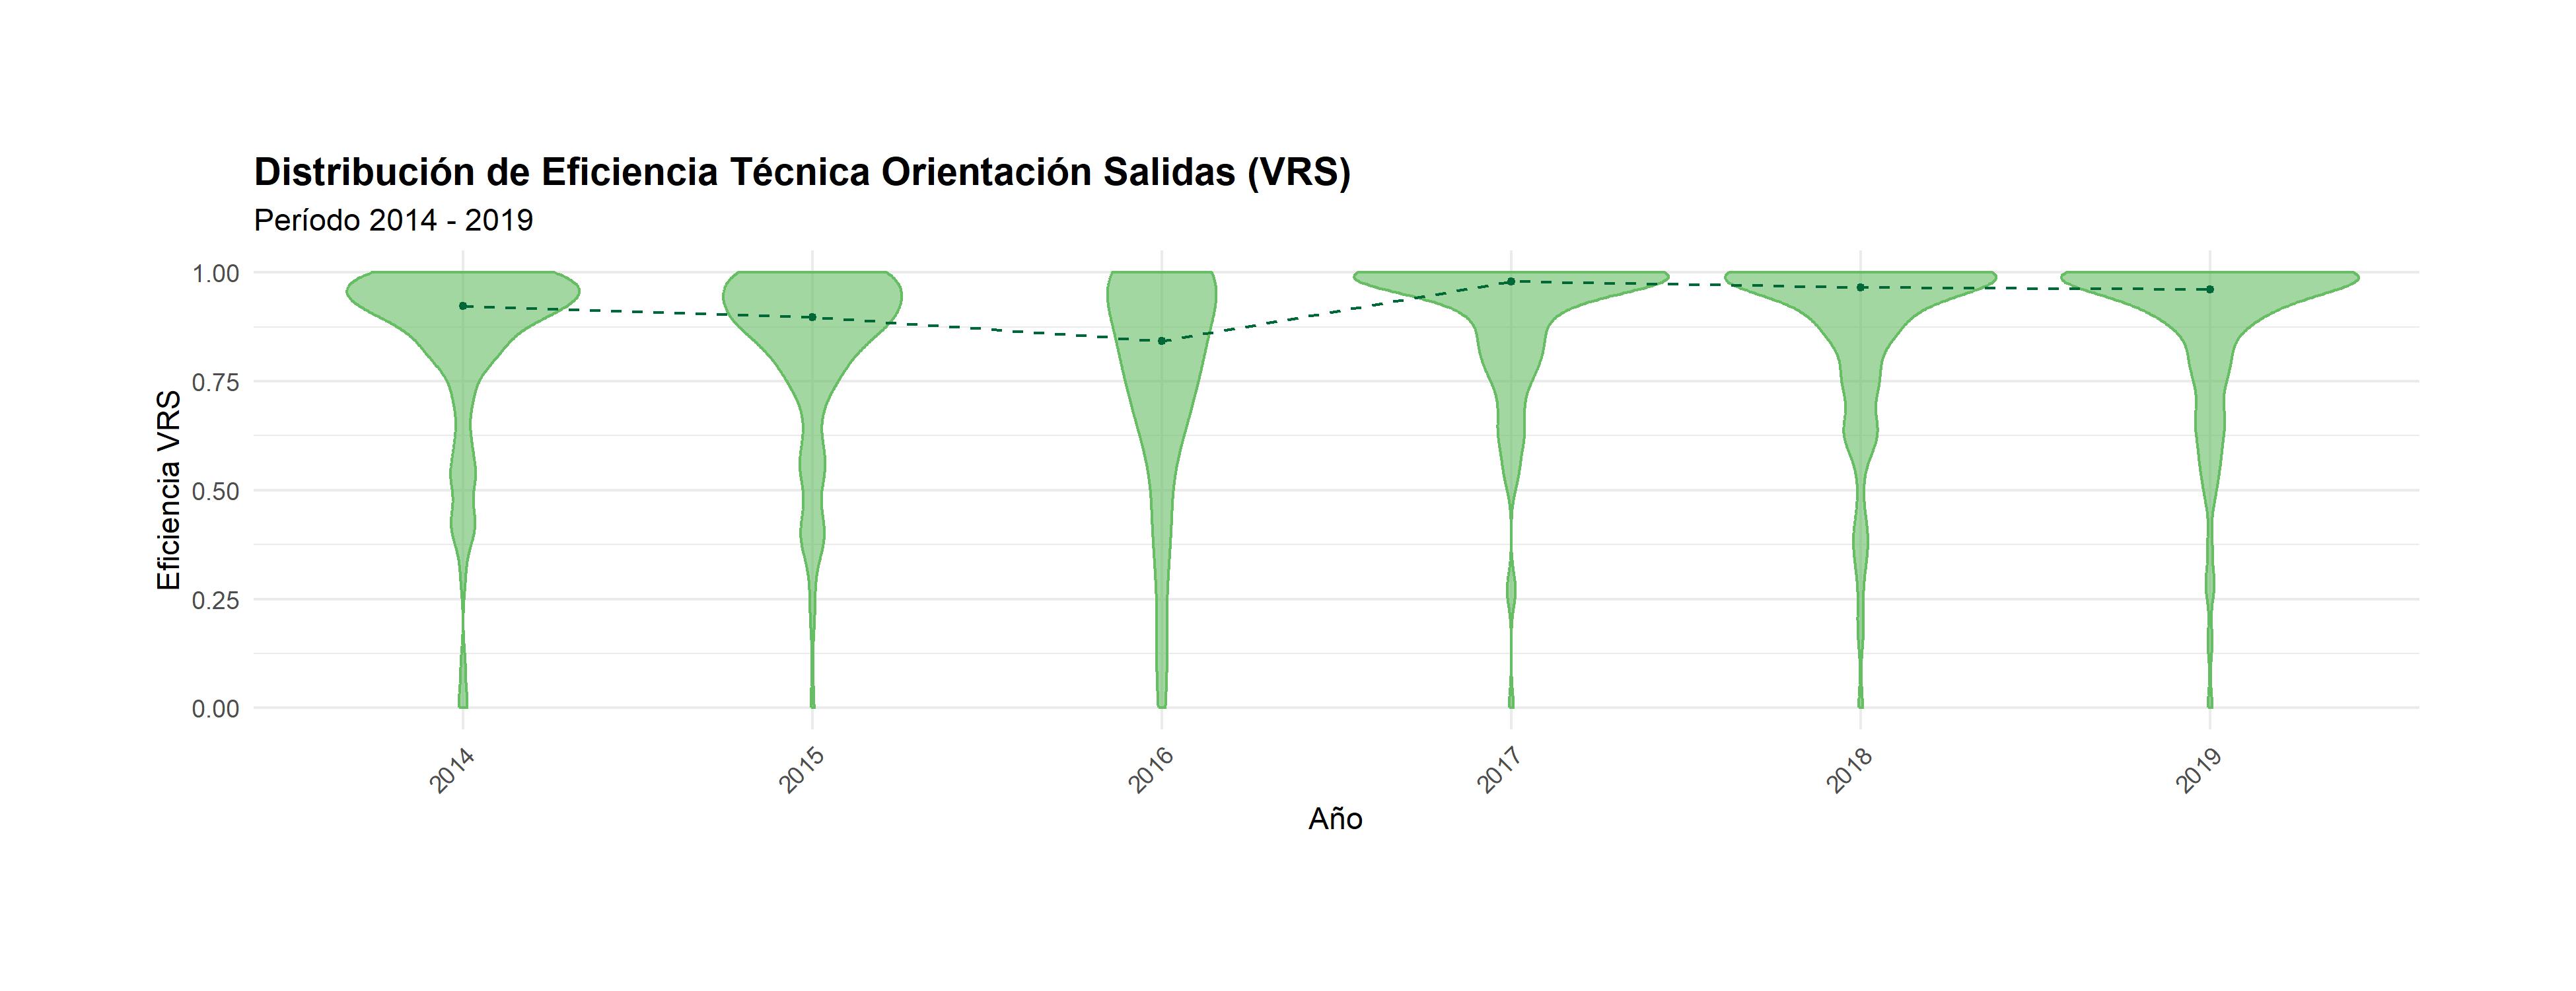 Distribución de Eficiencia Técnica Orientación Salidas (VRS)
Período 2014 - 2019
Eficiencia VRS
1.00
0.75
0.50
0.25
0.00
2014
2015
2016
2017
2018
2019
Año